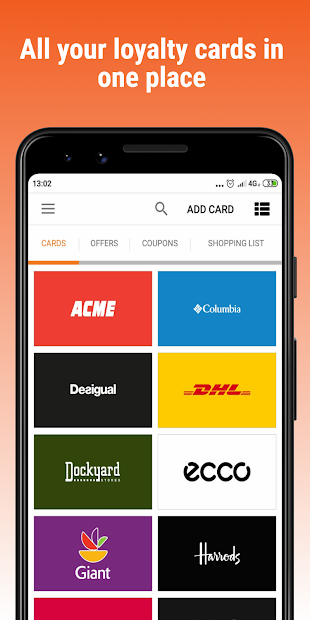 All your loyalty cards in
one place
13:02
4G
ADD CARD
CARDS
OFFERS
COUPONS
SHOPPING LIST
ACME
Columbia
Desigual
DHL
Dockyard
STORES
ecco
Giant
Harrods